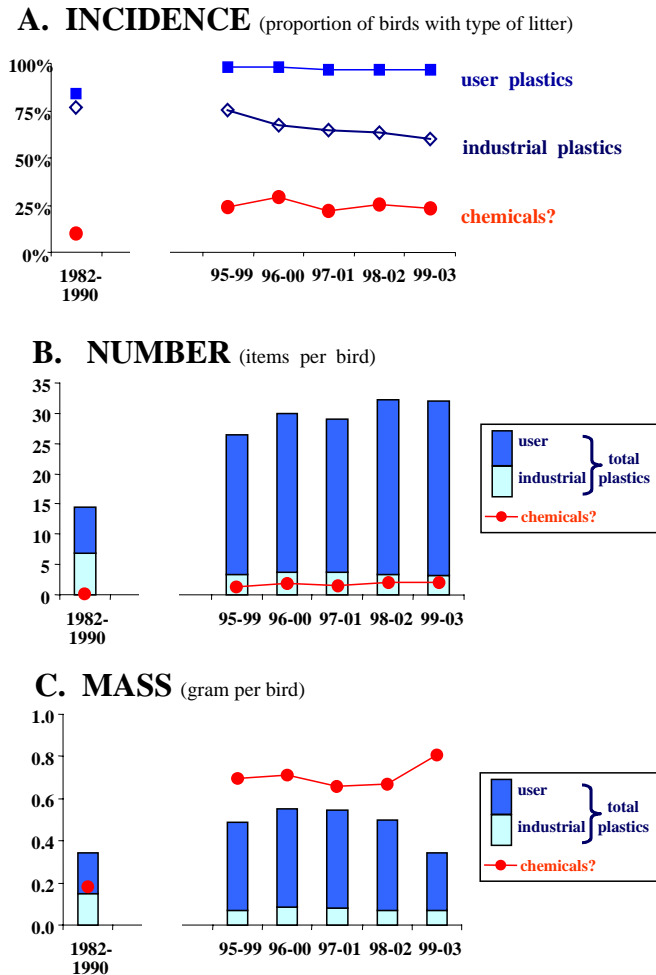 A. INCIDENCE (proportion of birds with type of litter)
100%
75%
50%
25%
0%
user plastics
industrial plastics
chemicals?
1982-
1990
95-99 96-00 97-01 98-02 99-03
B. NUMBER (items per bird)
35
30
25
20
15
10
5
0
user
industrial
total
plastics
chemicals?
1982-
1990
95-99 96-00 97-01 98-02 99-03
C. MASS (gram per bird)
1.0
0.8
0.6
0.4
0.2
0.0
user
industrial
total
plastics
chemicals?
1982-
1990
95-99 96-00 97-01 98-02 99-03